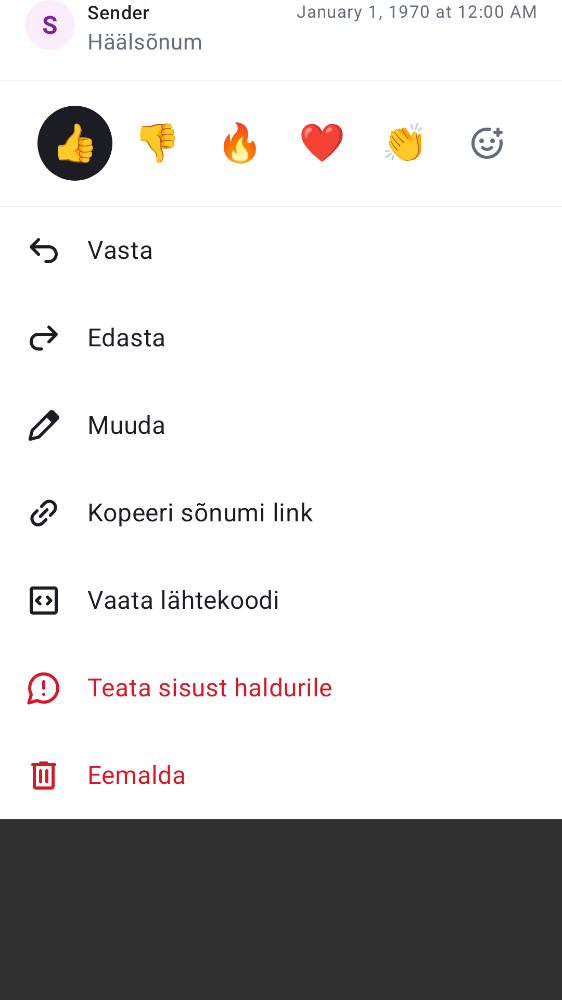 S
Sender
January 1, 1970 at 12:00 AM
Häälsõnum
Vasta
Edasta
Muuda
Kopeeri sõnumi link
Vaata lähtekoodi
Teata sisust haldurile
Eemalda